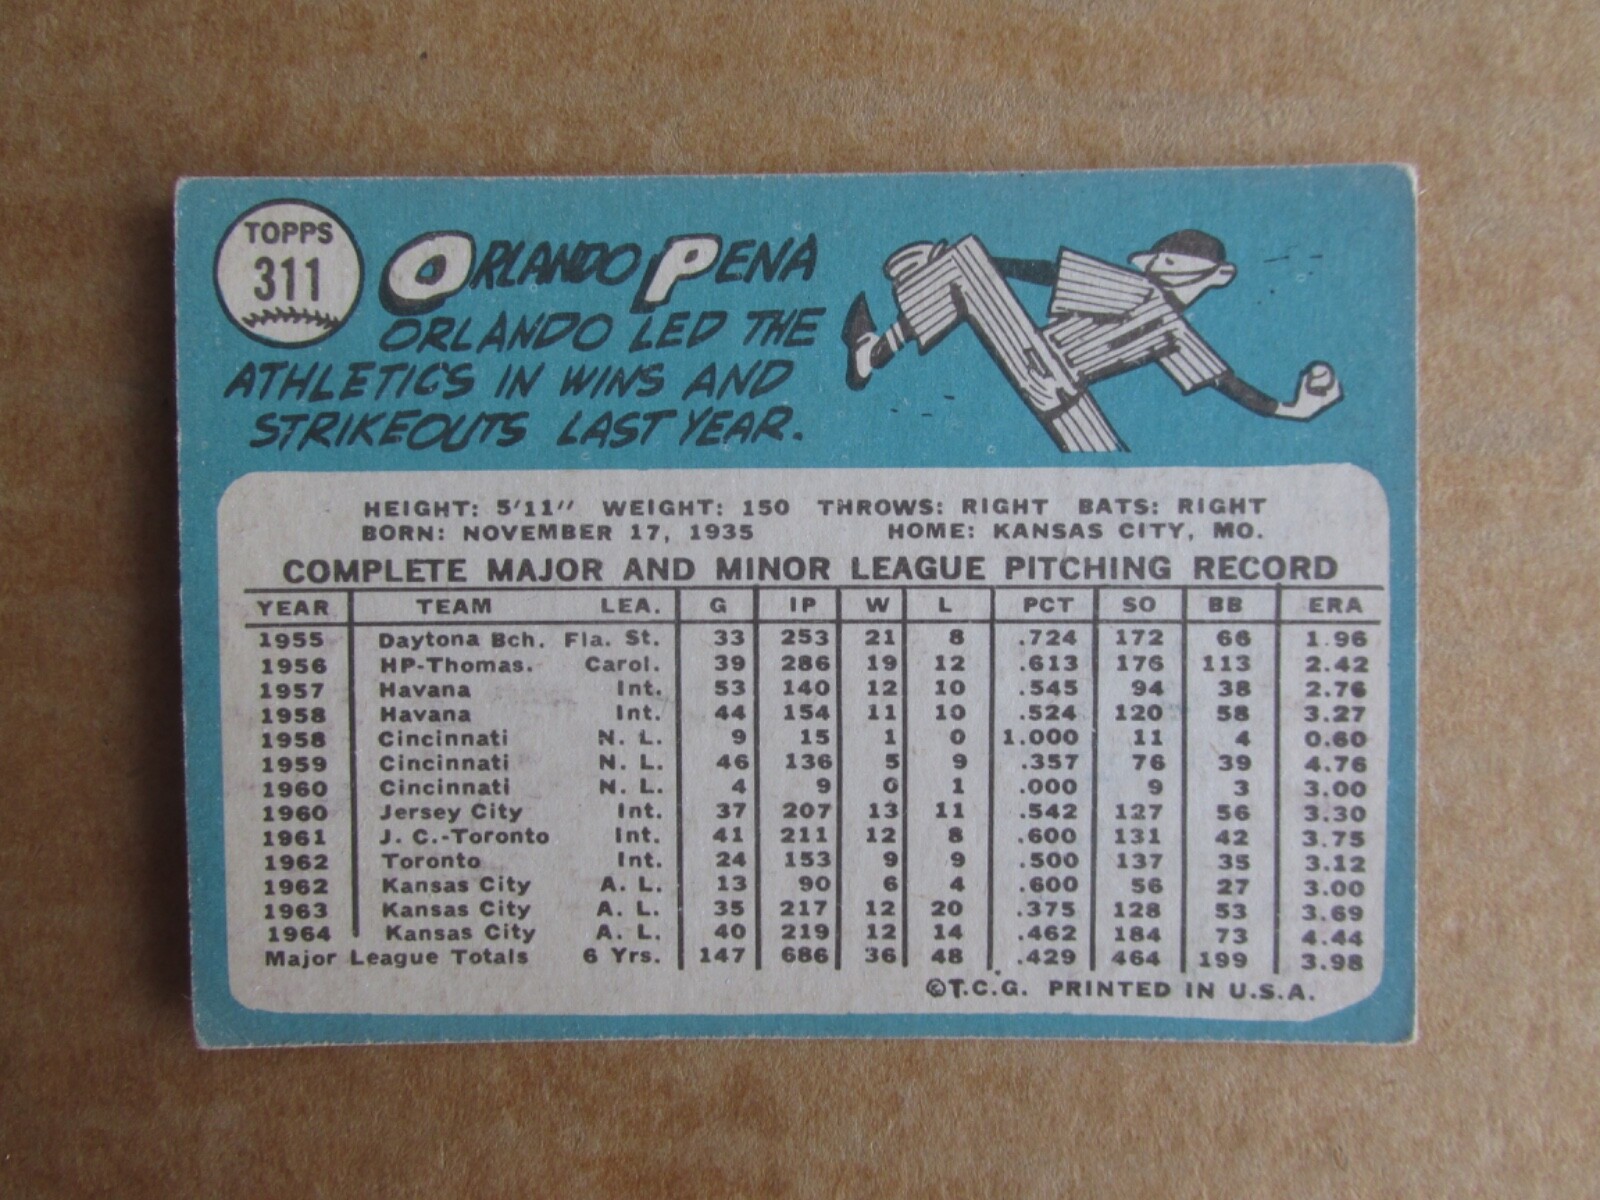 TOPPS
311
ORLANDO PENA
ORLANDO LED THE
ATHLETICS IN WINS AND
STRIKEOUTS LAST YEAR.
HEIGHT: 5'11" WEIGHT: 150 THROWS: RIGHT BATS: RIGHT
BORN: NOVEMBER 17, 1935 HOME: KANSAS CITY, MO.
COMPLETE MAJOR AND MINOR LEAGUE PITCHING RECORD
YEAR TEAM LEA. G IP W L PCT SO BB ERA
1955 Daytona Bch. Fla. St. 33 253 21 8 .724 172 66 1.96
1956 HP-Thomas. Carol. 39 286 19 12 .613 176 113 2.42
1957 Havana Int. 53 140 12 10 .545 94 38 2.76
1958 Havana Int. 44 154 11 10 .524 120 58 3.27
1958 Cincinnati N. L. 9 15 1 0 1.000 11 4 0.60
1959 Cincinnati N. L. 46 136 5 9 .357 76 39 4.76
1960 Cincinnati N. L. 4 9 0 1 .000 9 3 3.00
1960 Jersey City Int. 37 207 13 11 .542 127 56 3.30
1961 J. C.-Toronto Int. 41 211 12 8 .600 131 42 3.75
1962 Toronto Int. 24 153 9 9 .500 137 35 3.12
1962 Kansas City A. L. 13 90 6 4 .600 56 27 3.00
1963 Kansas City A. L. 35 217 12 20 .375 128 53 3.69
1964 Kansas City A. L. 40 219 12 14 .462 184 73 4.44
Major League Totals 6 Yrs. 147 686 36 48 .429 464 199 3.98
©T.C.G. PRINTED IN U.S.A.